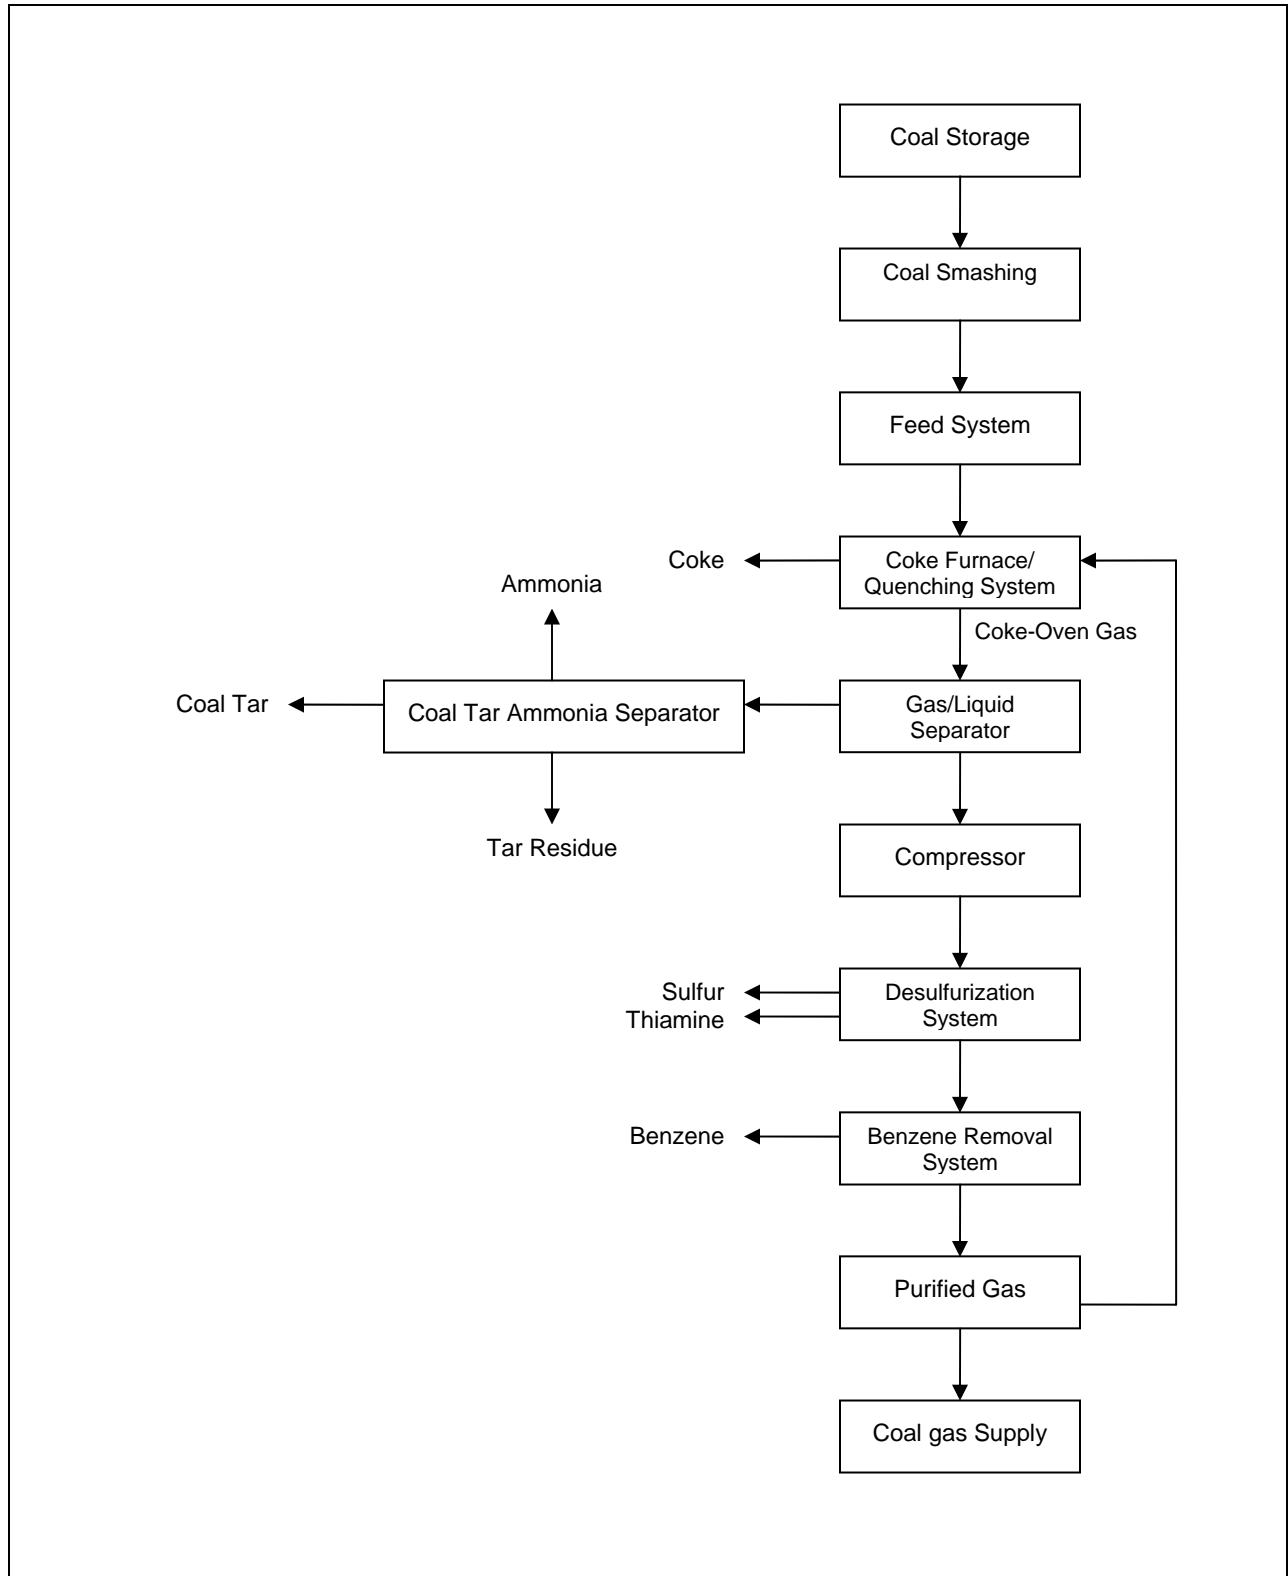 Coal Storage
Coal Smashing
Feed System
Coke
Coke Furnace/
Quenching System
Ammonia
Coke-Oven Gas
Coal Tar
Coal Tar Ammonia Separator
Gas/Liquid
Separator
Tar Residue
Compressor
Sulfur
Thiamine
Desulfurization
System
Benzene
Benzene Removal
System
Purified Gas
Coal gas Supply